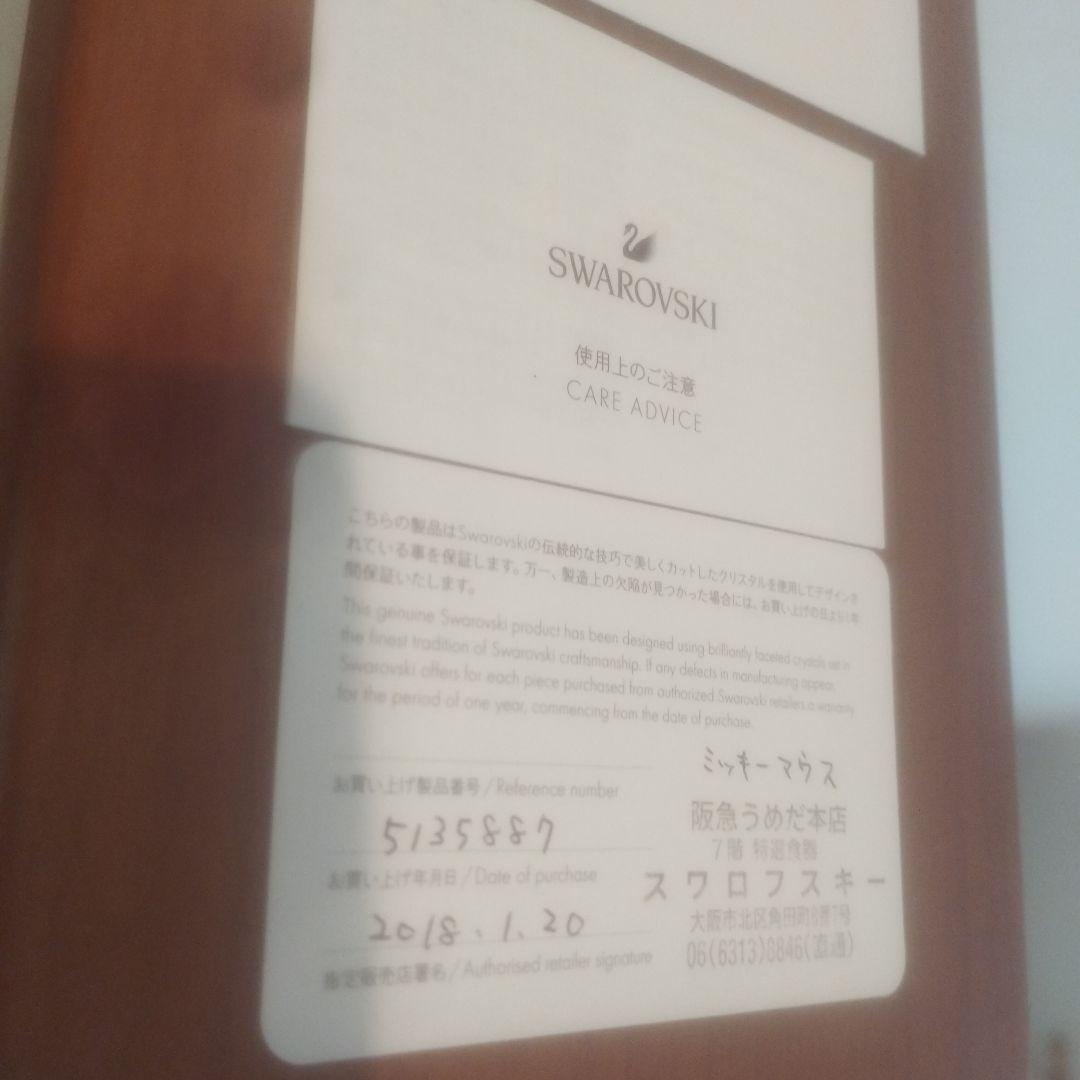 SWAROVSKI
使用上のご注意
CARE ADVICE
こちらの製品はSwarovskiの伝統的な技巧で美しくカットしたクリスタルを使用してデザインさ
れている事を保証します。万一、製造上の欠陥が見つかった場合には、お買い上げの日より1年
間保証いたします。
This genuine Swarovski product has been designed using brilliantly faceted crystals set in
the finest tradition of Swarovski craftsmanship. If any defects in manufacturing appear,
Swarovski offers for each piece purchased from authorized Swarovski retailers a warranty
for the period of one year, commencing from the date of purchase.
お買い上げ製品番号/Reference number
5135887
お買い上げ年月日/Date of purchase
2018.1.20
指定販売店署名/Authorised retailer signature
ミッキーマウス
阪急うめだ本店
7階 特選食器
スワロフスキー
大阪市北区角田町8番7号
06(6313)8846(直通)